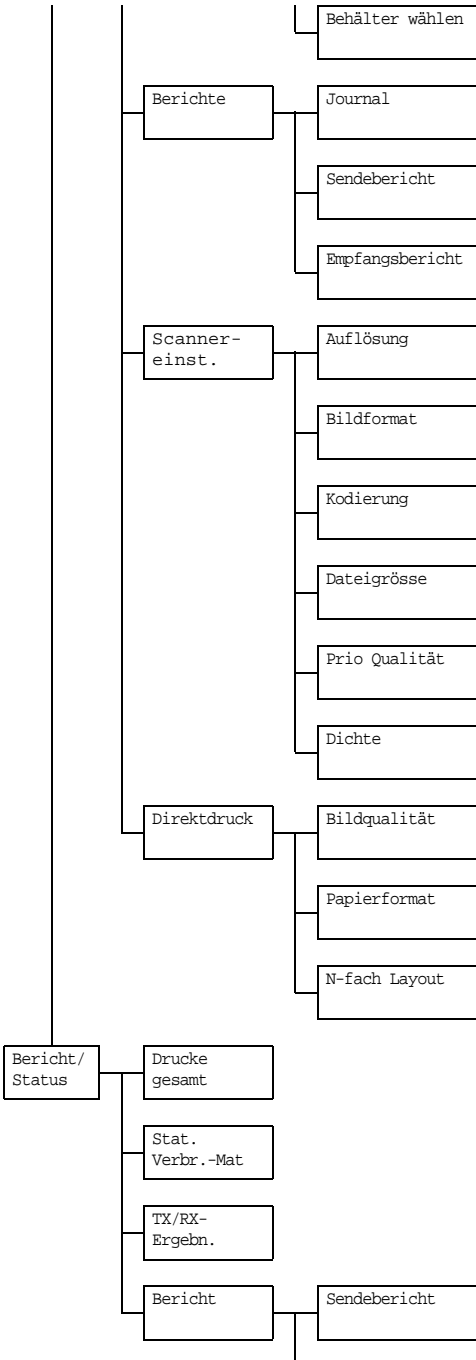 Behälter wählen
Berichte
Journal
Sendebericht
Empfangsbericht
Scanner-
einst.
Auflösung
Bildformat
Kodierung
Dateigrösse
Prio Qualität
Dichte
Direktdruck
Bildqualität
Papierformat
N-fach Layout
Bericht/
Status
Drucke
gesamt
Stat.
Verbr.-Mat
TX/RX-
Ergebn.
Bericht
Sendebericht